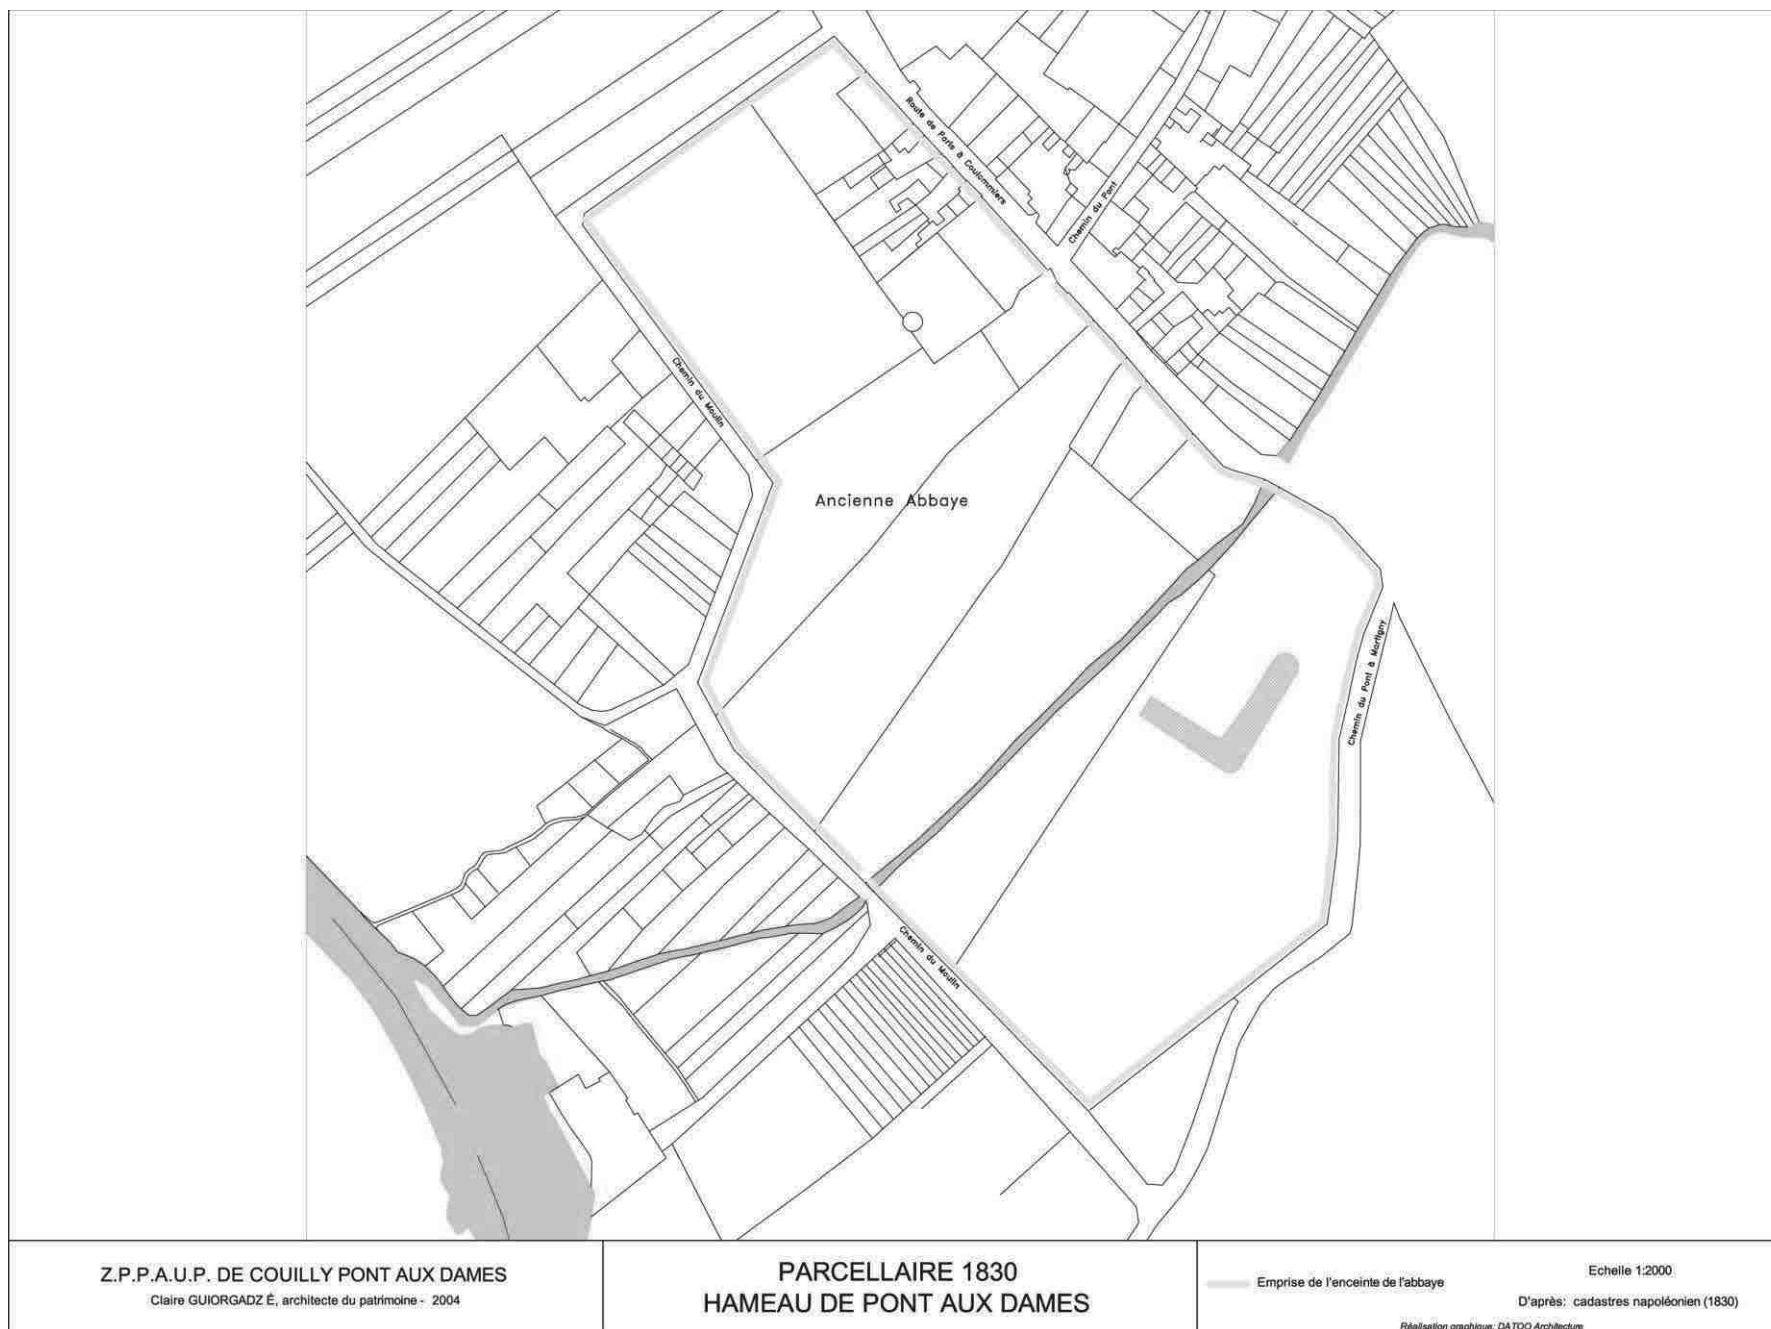 Route de Paris à Coulommiers
Chemin du Pont
Chemin du Moulin
Ancienne Abbaye
Chemin du Pont à Martigny
Chemin du Moulin
Z.P.P.A.U.P. DE COUILLY PONT AUX DAMES
Claire GUIORGADZ É, architecte du patrimoine - 2004
PARCELLAIRE 1830
HAMEAU DE PONT AUX DAMES
Emprise de l'enceinte de l'abbaye
Echelle 1:2000
D'après: cadastres napoléonien (1830)
Réalisation graphique: DATOO Architecture